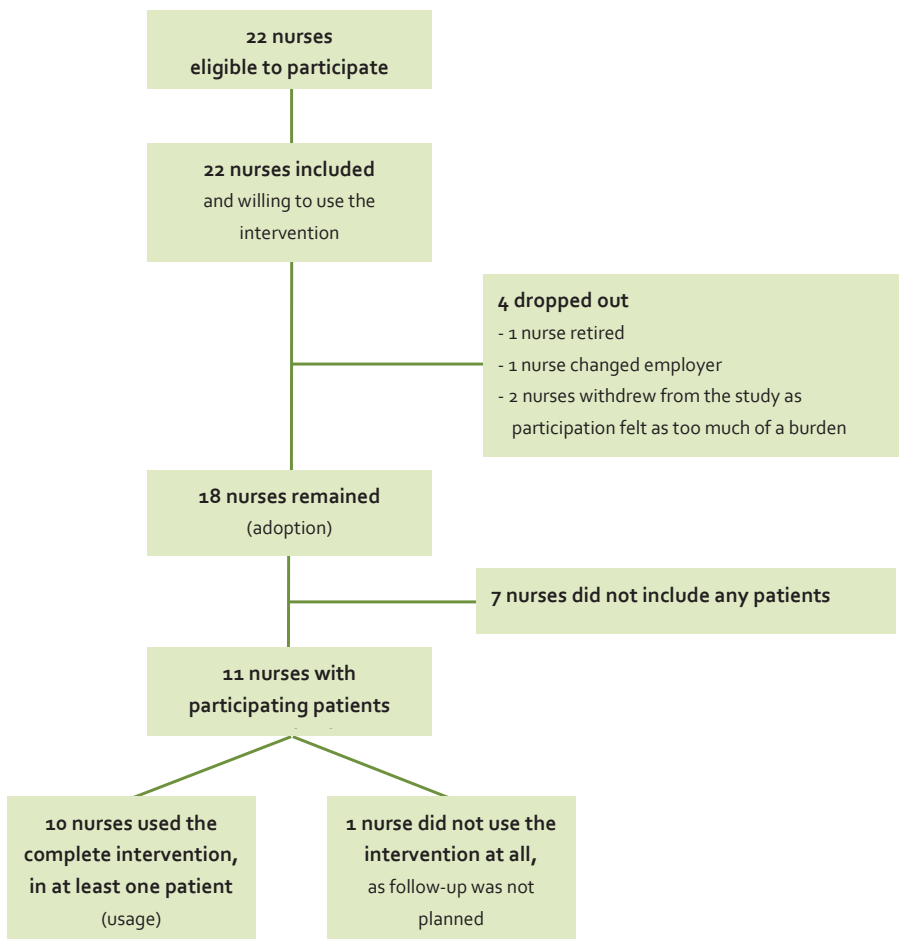 22 nurses
eligible to participate
22 nurses included
and willing to use the
intervention
4 dropped out
- 1 nurse retired
- 1 nurse changed employer
- 2 nurses withdrew from the study as
participation felt as too much of a burden
18 nurses remained
(adoption)
7 nurses did not include any patients
11 nurses with
participating patients
10 nurses used the
complete intervention,
in at least one patient
(usage)
1 nurse did not use the
intervention at all,
as follow-up was not
planned